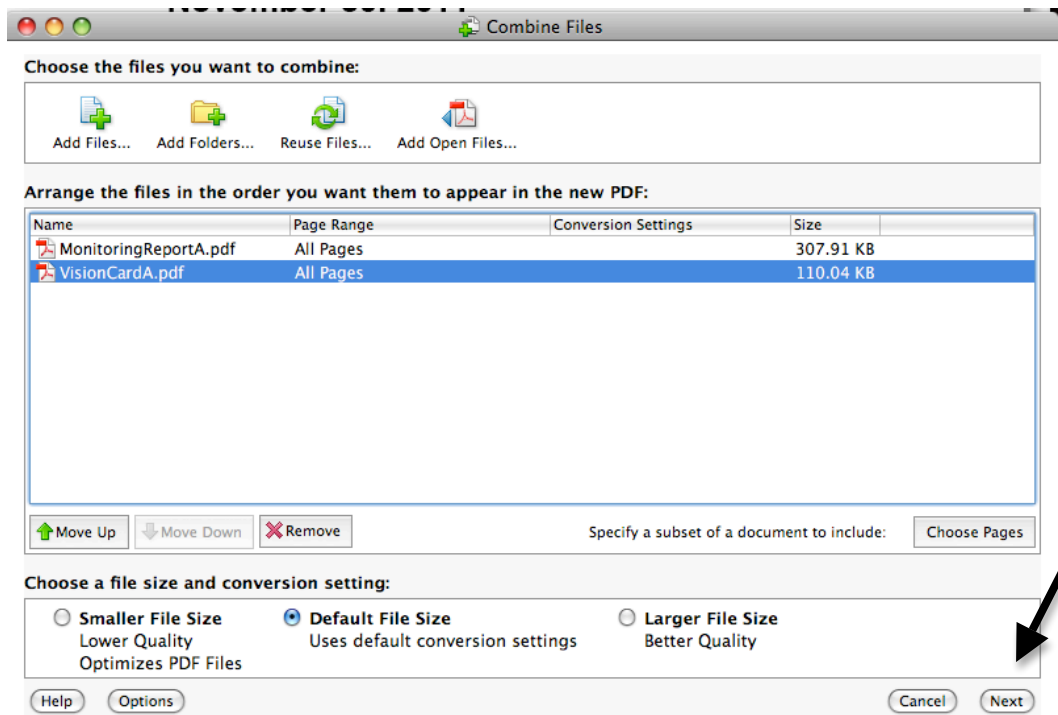 Combine Files
Choose the files you want to combine:
Add Files... Add Folders... Reuse Files... Add Open Files...
Arrange the files in the order you want them to appear in the new PDF:
Name Page Range Conversion Settings Size
MonitoringReportA.pdf All Pages 307.91 KB
VisionCardA.pdf All Pages 110.04 KB
Move Up Move Down Remove Specify a subset of a document to include: Choose Pages
Choose a file size and conversion setting:
Smaller File Size Default File Size Larger File Size
Lower Quality Uses default conversion settings Better Quality
Optimizes PDF Files
Help Options Cancel Next